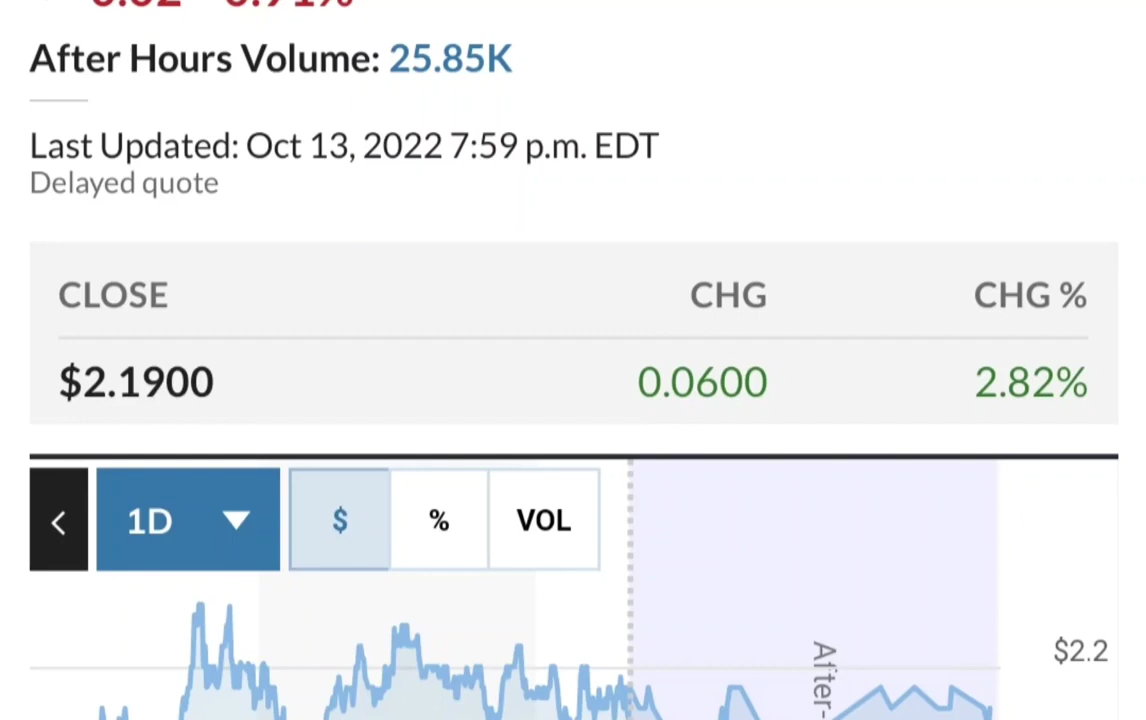 After Hours Volume: 25.85K
Last Updated: Oct 13, 2022 7:59 p.m. EDT
Delayed quote
CLOSE CHG CHG %
$2.1900 0.0600 2.82%
1D $ % VOL
$2.2
After-